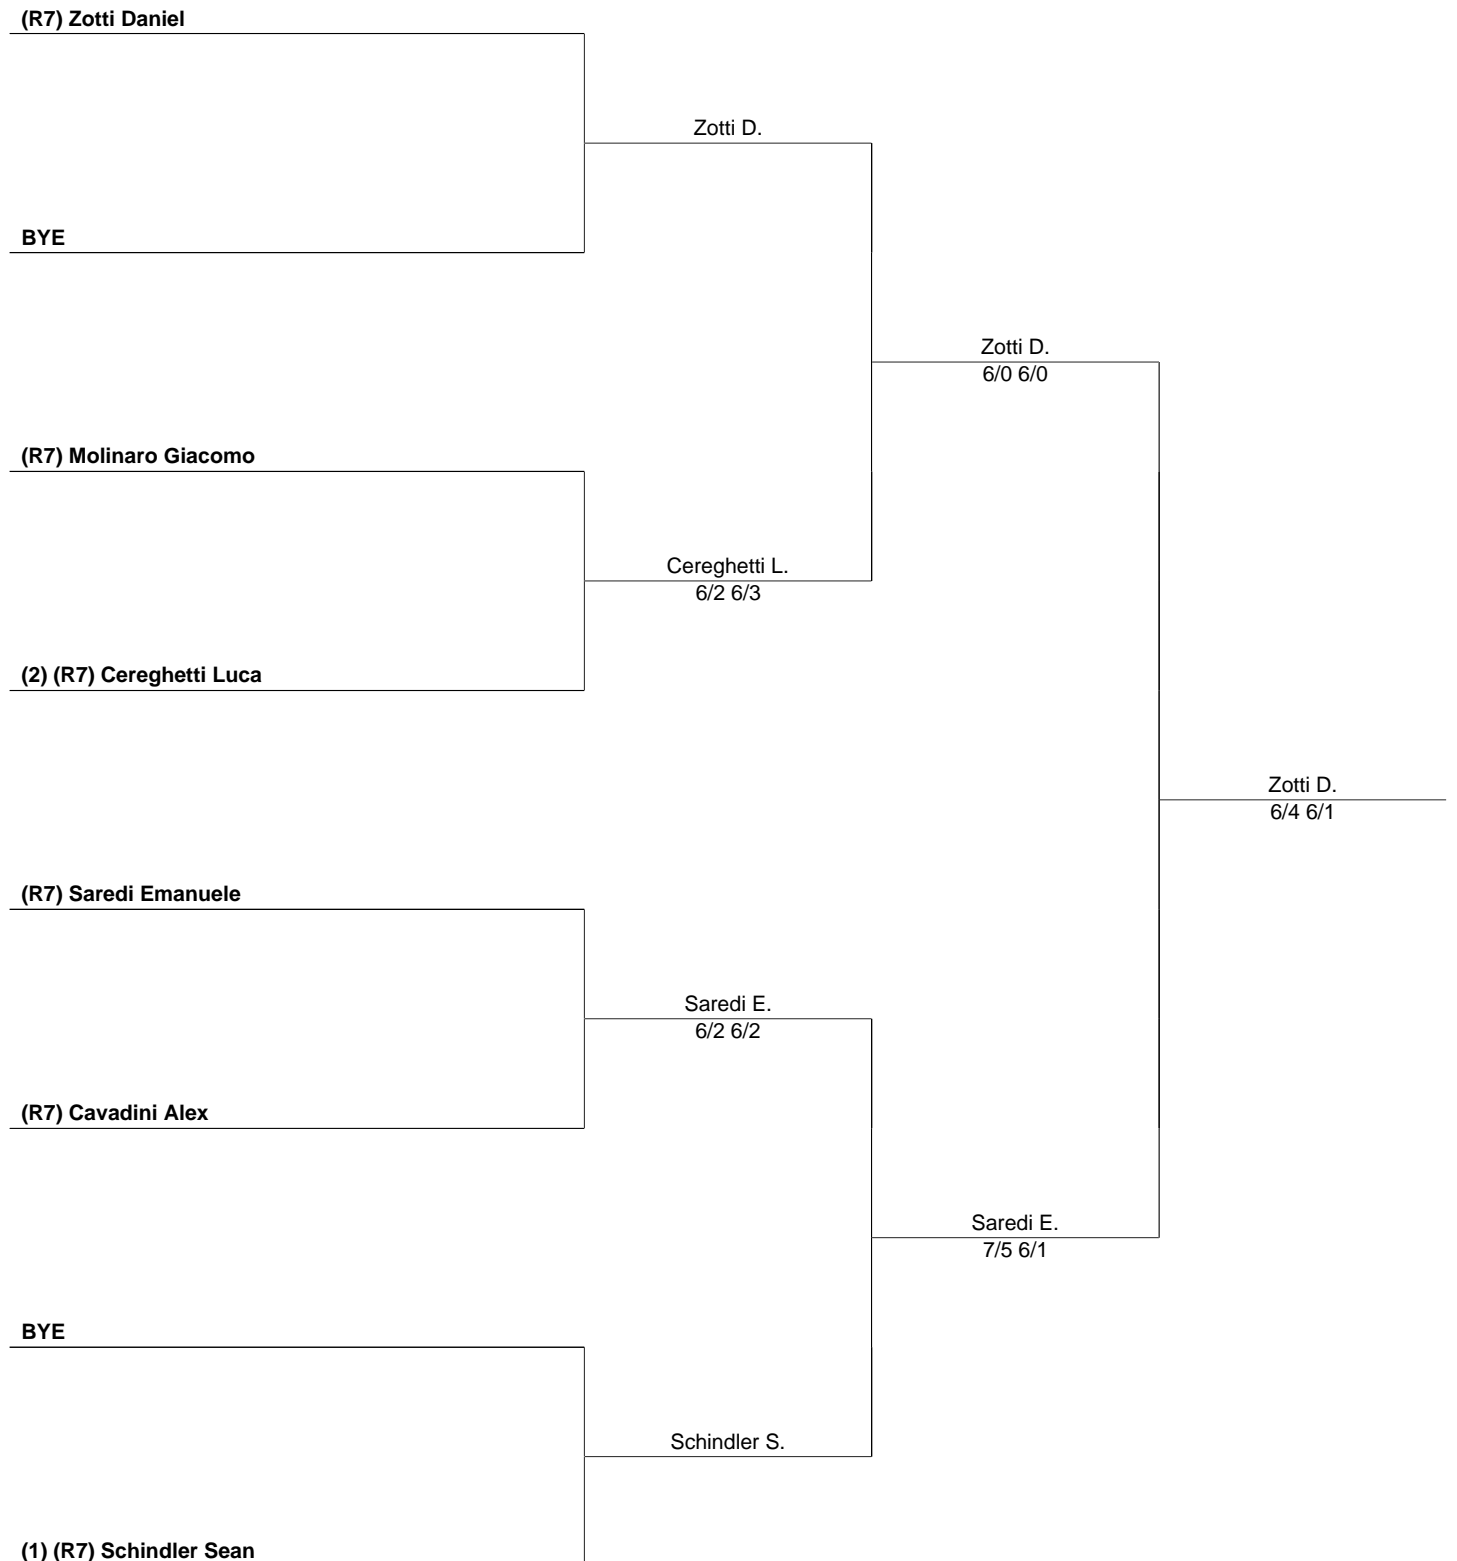 (R7) Zotti Daniel
Zotti D.
BYE
Zotti D.
6/0 6/0
(R7) Molinaro Giacomo
Cereghetti L.
6/2 6/3
(2) (R7) Cereghetti Luca
Zotti D.
6/4 6/1
(R7) Saredi Emanuele
Saredi E.
6/2 6/2
(R7) Cavadini Alex
Saredi E.
7/5 6/1
BYE
Schindler S.
(1) (R7) Schindler Sean